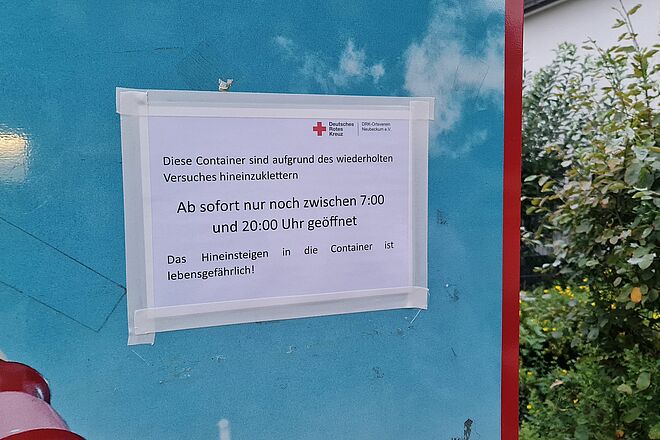 Deutsches
Rotes
Kreuz
DRK-Ortsverein
Neubeckum e.V.
Diese Container sind aufgrund des wiederholten
Versuches hineinzuklettern
Ab sofort nur noch zwischen 7:00
und 20:00 Uhr geöffnet
Das Hineinsteigen in die Container ist
lebensgefährlich!